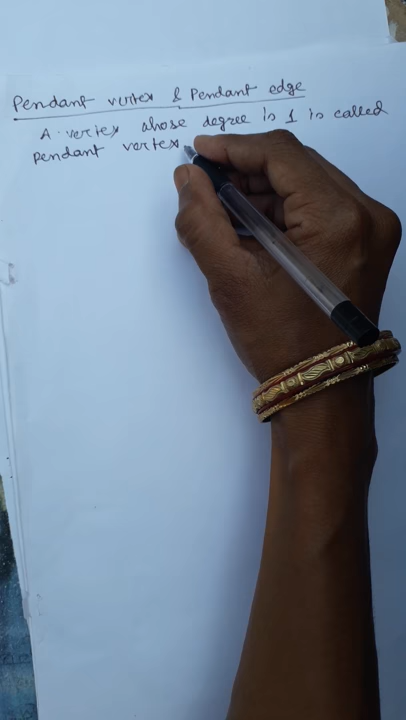 Pendant vertex & Pendant edge
A vertex whose degree is 1 is called
pendant vertex